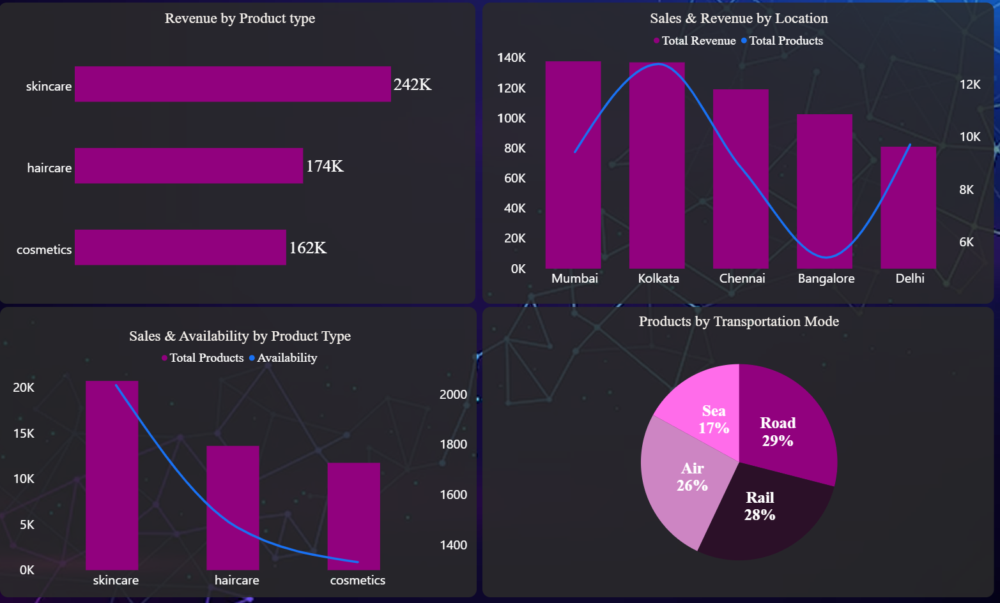 Revenue by Product type
skincare
242K
haircare
174K
cosmetics
162K
Sales & Revenue by Location
Total Revenue Total Products
140K
120K
100K
80K
60K
40K
20K
0K
12K
10K
8K
6K
Mumbai Kolkata Chennai Bangalore Delhi
Sales & Availability by Product Type
Total Products Availability
20K
15K
10K
5K
0K
2000
1800
1600
1400
skincare haircare cosmetics
Products by Transportation Mode
Sea
17%
Road
29%
Air
26%
Rail
28%